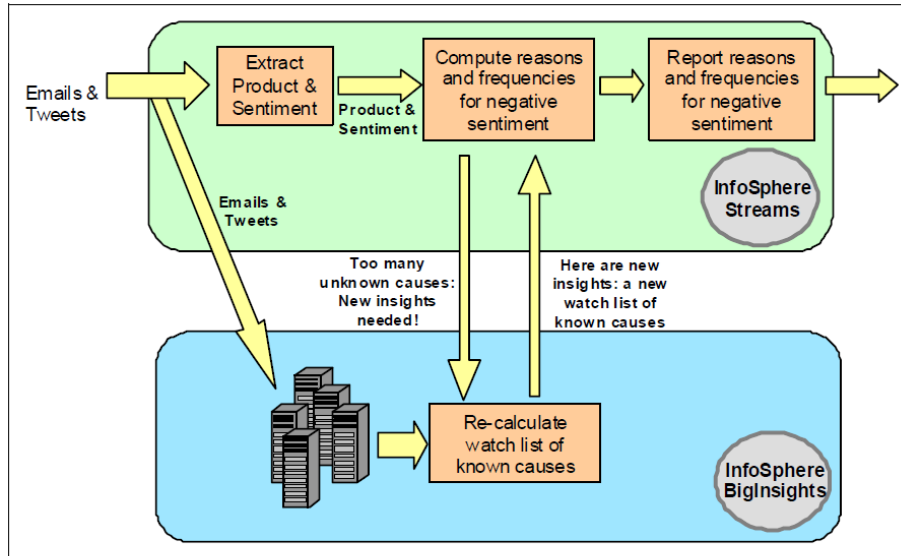 Emails &
Tweets
Extract
Product &
Sentiment
Product &
Sentiment
Compute reasons
and frequencies
for negative
sentiment
Report reasons
and frequencies
for negative
sentiment
InfoSphere
Streams
Emails &
Tweets
Too many
unknown causes:
New insights
needed!
Here are new
insights: a new
watch list of
known causes
Re-calculate
watch list of
known causes
InfoSphere
BigInsights